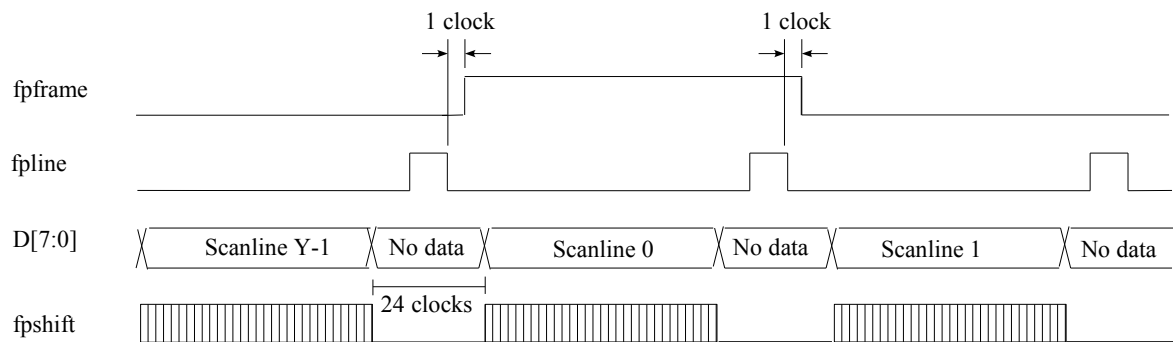 1 clock 1 clock
fpframe
fpline
D[7:0] Scanline Y-1 No data Scanline 0 No data Scanline 1 No data
24 clocks
fpshift